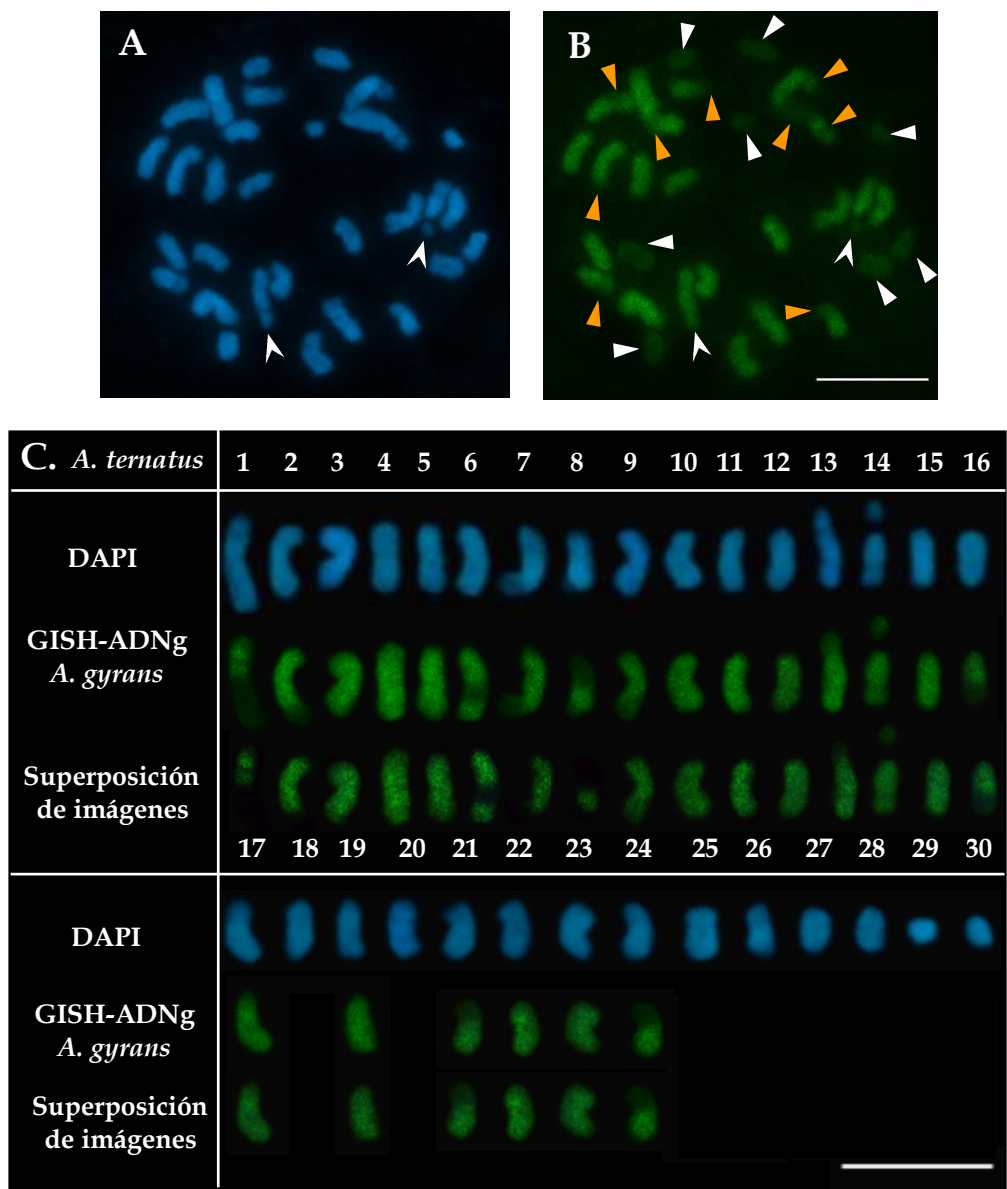 A
B
C. A. ternatus 1 2 3 4 5 6 7 8 9 10 11 12 13 14 15 16
DAPI
GISH-ADNg
A. gyrans
Superposición
de imágenes
17 18 19 20 21 22 23 24 25 26 27 28 29 30
DAPI
GISH-ADNg
A. gyrans
Superposición
de imágenes